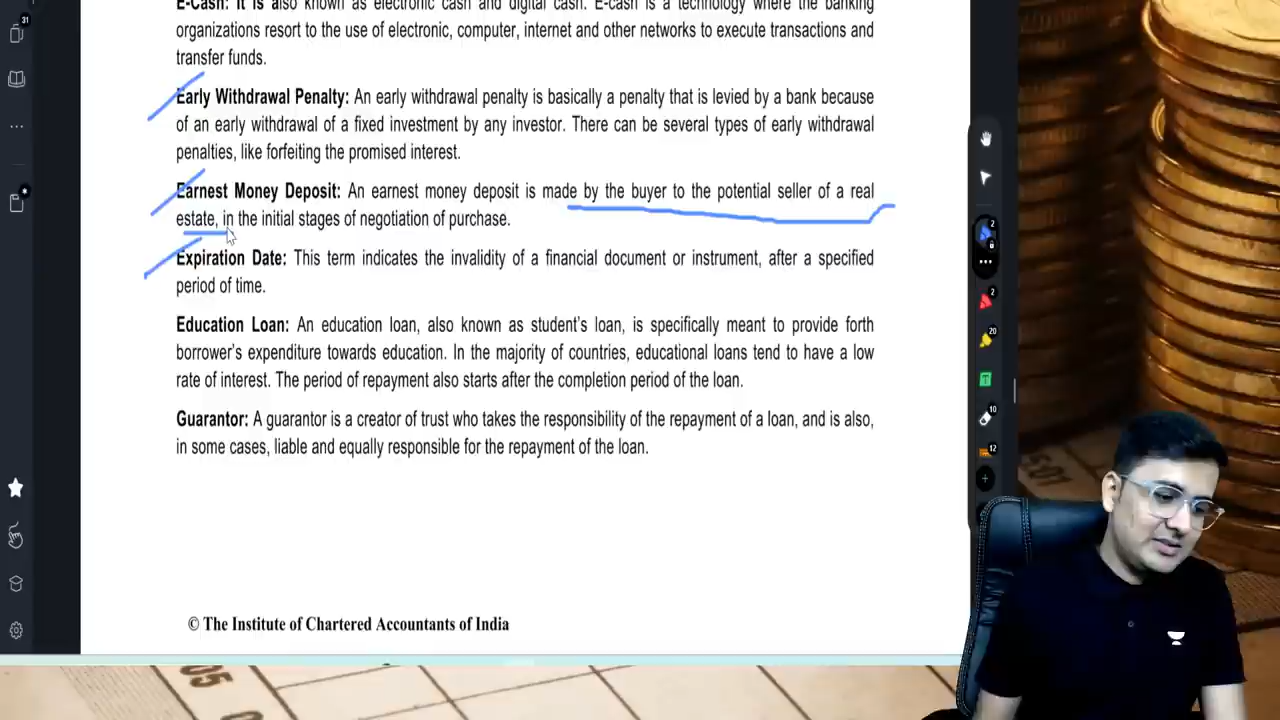 E-Cash: It is also known as electronic cash and digital cash. E-cash is a technology where the banking
organizations resort to the use of electronic, computer, internet and other networks to execute transactions and
transfer funds.
Early Withdrawal Penalty: An early withdrawal penalty is basically a penalty that is levied by a bank because
of an early withdrawal of a fixed investment by any investor. There can be several types of early withdrawal
penalties, like forfeiting the promised interest.
Earnest Money Deposit: An earnest money deposit is made by the buyer to the potential seller of a real
estate, in the initial stages of negotiation of purchase.
Expiration Date: This term indicates the invalidity of a financial document or instrument, after a specified
period of time.
Education Loan: An education loan, also known as student's loan, is specifically meant to provide forth
borrower's expenditure towards education. In the majority of countries, educational loans tend to have a low
rate of interest. The period of repayment also starts after the completion period of the loan.
Guarantor: A guarantor is a creator of trust who takes the responsibility of the repayment of a loan, and is also,
in some cases, liable and equally responsible for the repayment of the loan.
© The Institute of Chartered Accountants of India
31
2
2
20
T
10
12
05